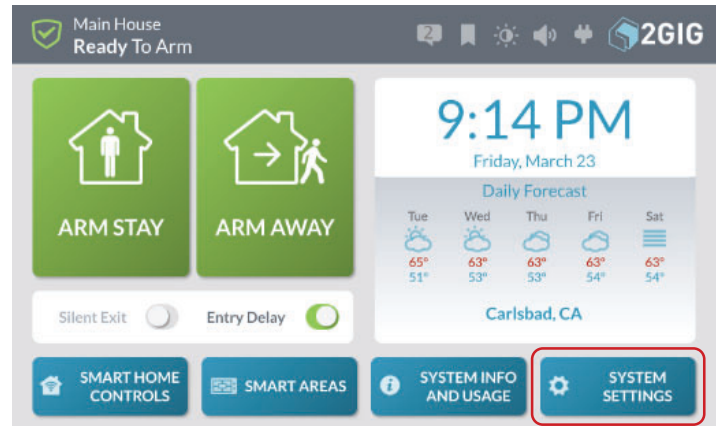 Main House
Ready To Arm
2
2GIG
ARM STAY
ARM AWAY
Silent Exit
Entry Delay
9:14 PM
Friday, March 23
Daily Forecast
Tue Wed Thu Fri Sat
65° 63° 63° 63° 63°
51° 53° 53° 54° 54°
Carlsbad, CA
SMART HOME
CONTROLS
SMART AREAS
SYSTEM INFO
AND USAGE
SYSTEM
SETTINGS